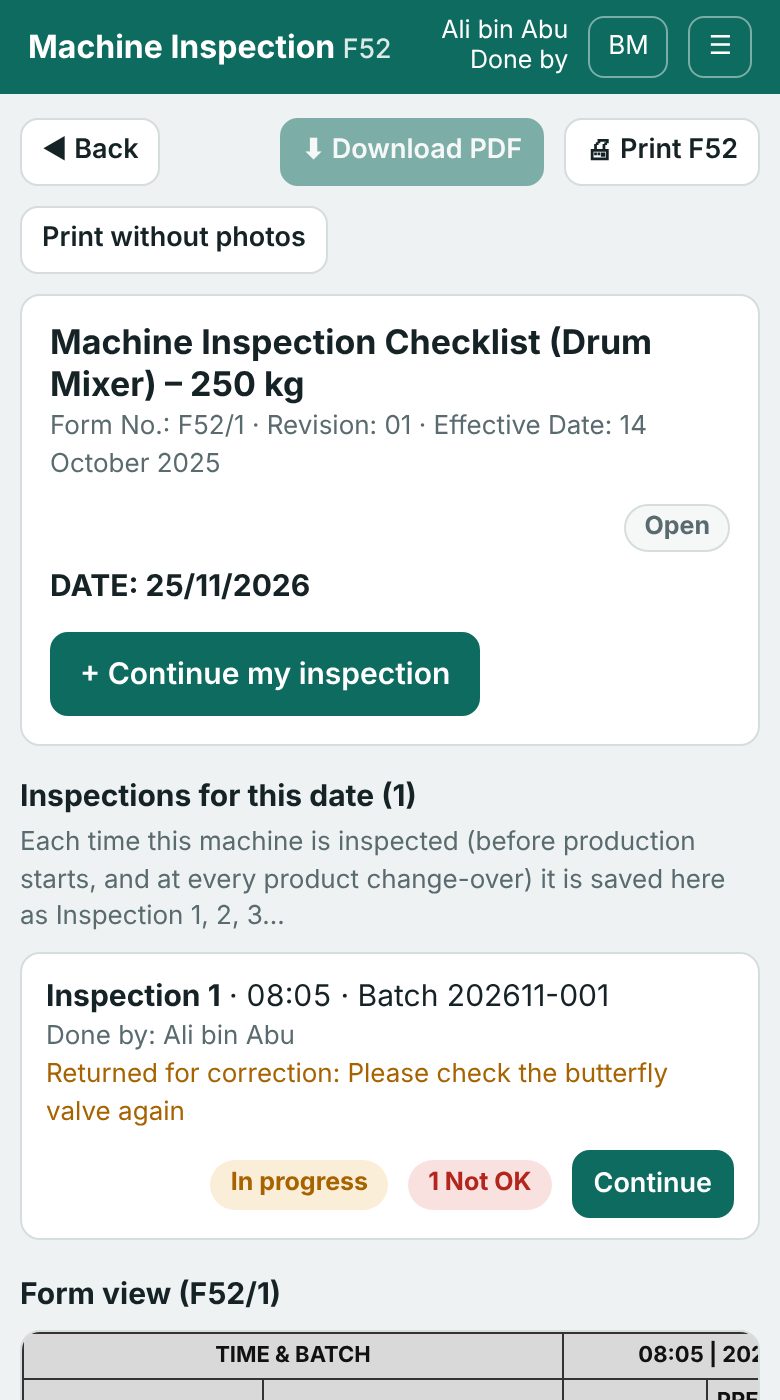 Machine Inspection F52
Ali bin Abu
Done by
BM
☰
◀ Back
⬇ Download PDF
🖨 Print F52
Print without photos
Machine Inspection Checklist (Drum
Mixer) – 250 kg
Form No.: F52/1 · Revision: 01 · Effective Date: 14
October 2025
Open
DATE: 25/11/2026
+ Continue my inspection
Inspections for this date (1)
Each time this machine is inspected (before production
starts, and at every product change-over) it is saved here
as Inspection 1, 2, 3...
Inspection 1 · 08:05 · Batch 202611-001
Done by: Ali bin Abu
Returned for correction: Please check the butterfly
valve again
In progress
1 Not OK
Continue
Form view (F52/1)
TIME & BATCH
08:05 | 202